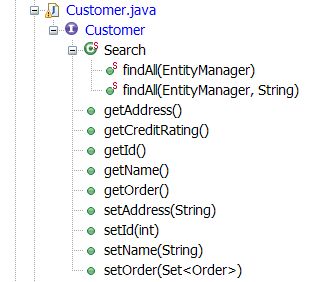 Customer.java
Customer
Search
findAll(EntityManager)
findAll(EntityManager, String)
getAddress()
getCreditRating()
getId()
getName()
getOrder()
setAddress(String)
setId(int)
setName(String)
setOrder(Set<Order>)